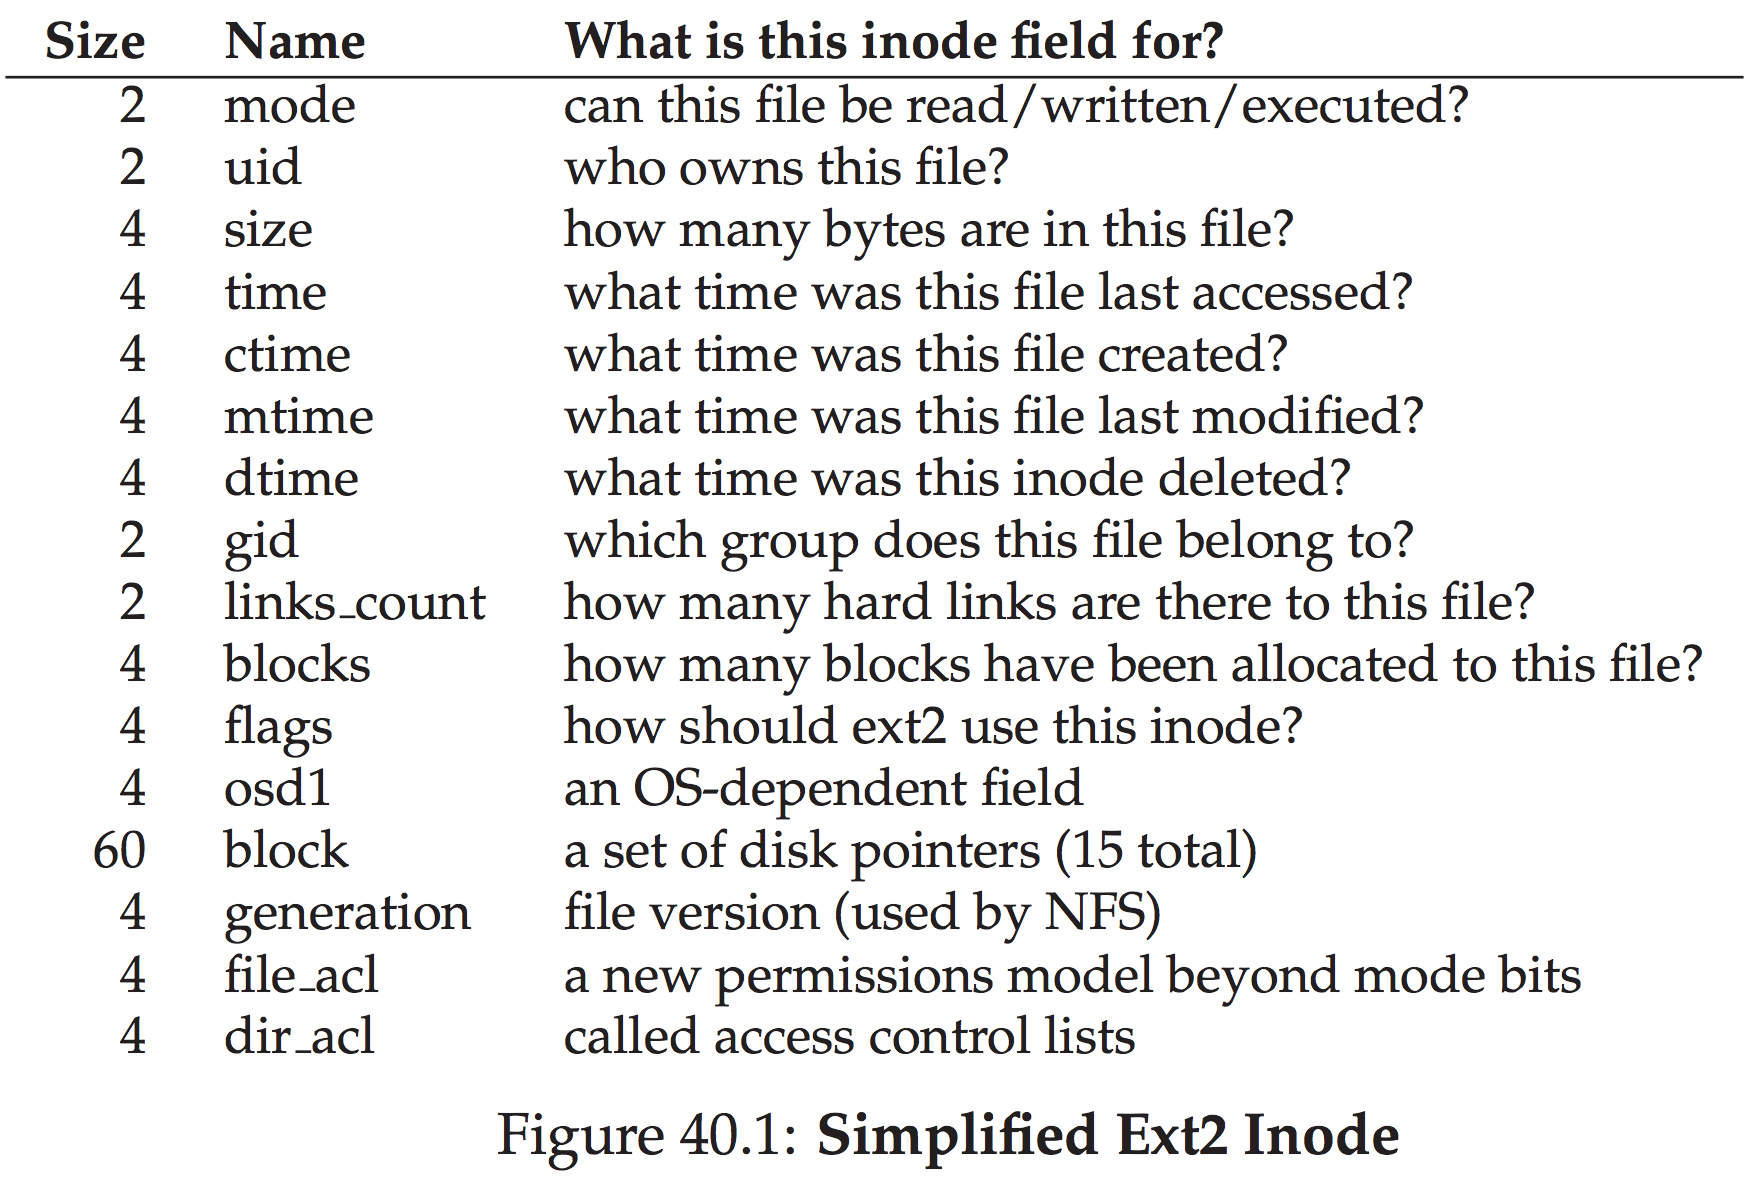 Size Name What is this inode field for?
2 mode can this file be read/written/executed?
2 uid who owns this file?
4 size how many bytes are in this file?
4 time what time was this file last accessed?
4 ctime what time was this file created?
4 mtime what time was this file last modified?
4 dtime what time was this inode deleted?
2 gid which group does this file belong to?
2 links_count how many hard links are there to this file?
4 blocks how many blocks have been allocated to this file?
4 flags how should ext2 use this inode?
4 osd1 an OS-dependent field
60 block a set of disk pointers (15 total)
4 generation file version (used by NFS)
4 file_acl a new permissions model beyond mode bits
4 dir_acl called access control lists
Figure 40.1: Simplified Ext2 Inode